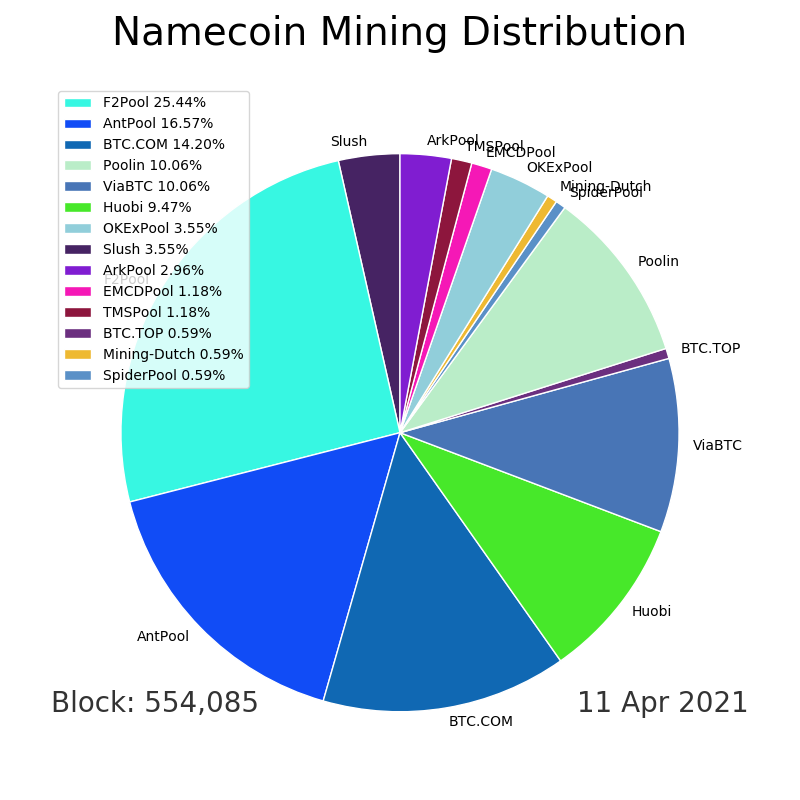 Namecoin Mining Distribution
F2Pool 25.44%
AntPool 16.57%
BTC.COM 14.20%
Poolin 10.06%
ViaBTC 10.06%
Huobi 9.47%
OKExPool 3.55%
Slush 3.55%
ArkPool 2.96%
EMCDPool 1.18%
TMSPool 1.18%
BTC.TOP 0.59%
Mining-Dutch 0.59%
SpiderPool 0.59%
Slush
ArkPool
TMSPool
EMCDPool
OKExPool
Mining-Dutch
SpiderPool
Poolin
F2Pool
BTC.TOP
ViaBTC
Huobi
AntPool
BTC.COM
Block: 554,085
11 Apr 2021